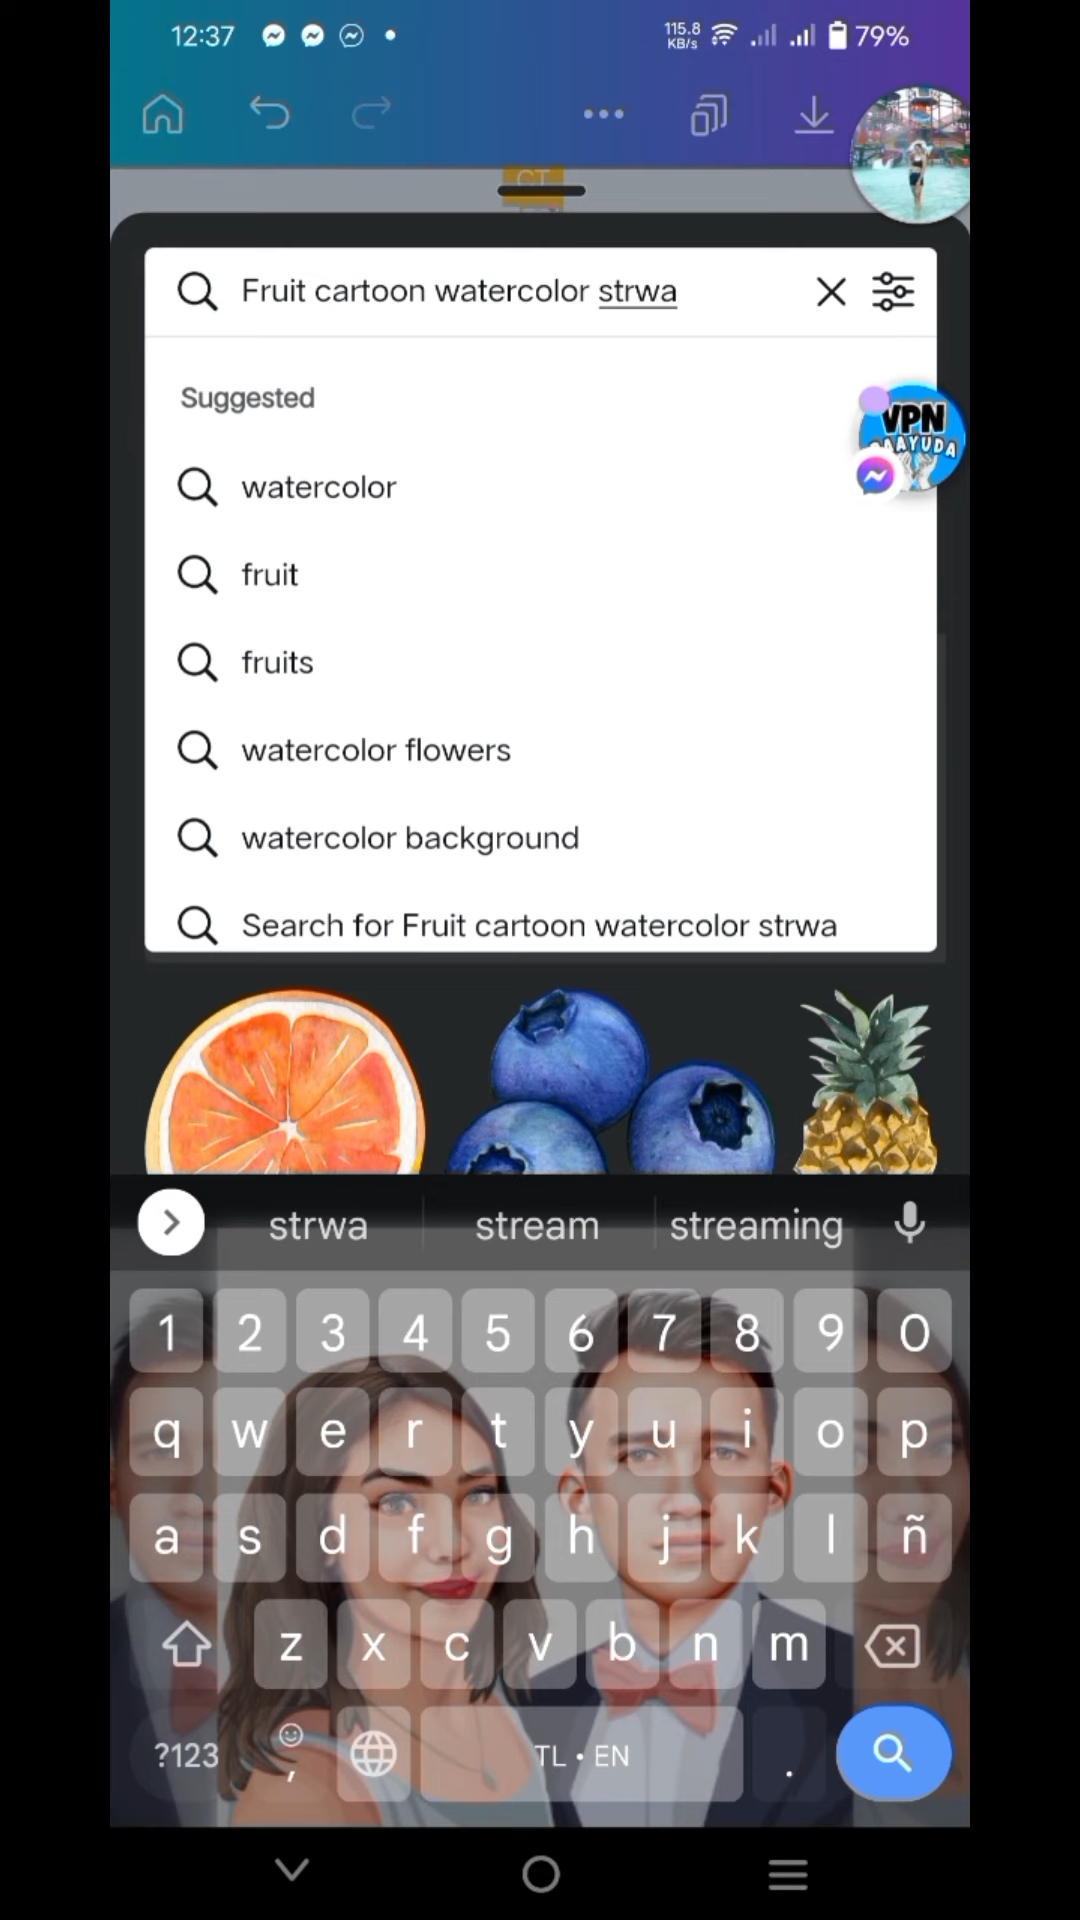 12:37
115.8
KB/s
79%
CT
Fruit cartoon watercolor strwa
Suggested
VPN
AAYUDA
watercolor
fruit
fruits
watercolor flowers
watercolor background
Search for Fruit cartoon watercolor strwa
strwa stream streaming
1 2 3 4 5 6 7 8 9 0
q w e r t y u i o p
a s d f g h j k l ñ
z x c v b n m
?123 , TL • EN .